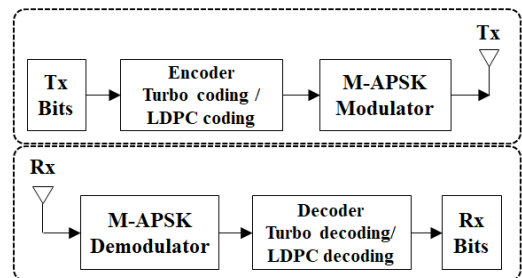 Tx
Tx
Bits
Encoder
Turbo coding /
LDPC coding
M-APSK
Modulator
Rx
M-APSK
Demodulator
Decoder
Turbo decoding/
LDPC decoding
Rx
Bits